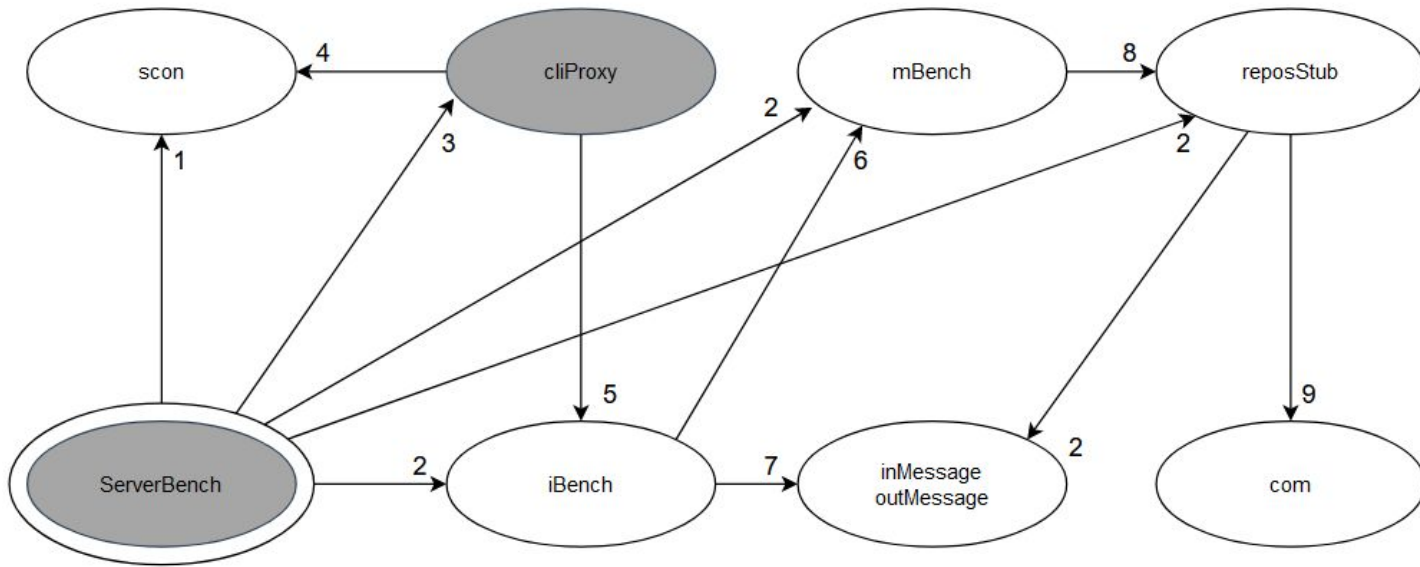 scon
4
cliProxy
mBench
8
reposStub
1
3
2
6
2
5
9
ServerBench
2
iBench
7
inMessage
outMessage
2
com